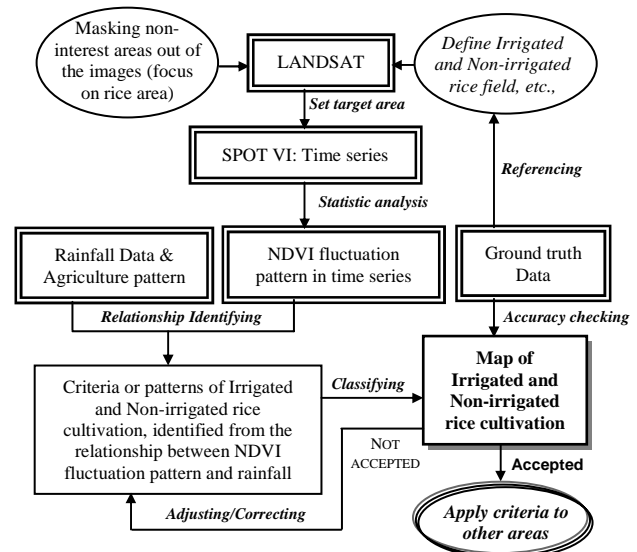 Masking non-
interest areas out of
the images (focus
on rice area)
LANDSAT
Define Irrigated
and Non-irrigated
rice field, etc.,
Set target area
SPOT VI: Time series
Referencing
Statistic analysis
Rainfall Data &
Agriculture pattern
NDVI fluctuation
pattern in time series
Ground truth
Data
Relationship Identifying
Accuracy checking
Criteria or patterns of Irrigated
and Non-irrigated rice
cultivation, identified from the
relationship between NDVI
fluctuation pattern and rainfall
Classifying
Map of
Irrigated and
Non-irrigated
rice cultivation
NOT
ACCEPTED
Accepted
Adjusting/Correcting
Apply criteria to
other areas